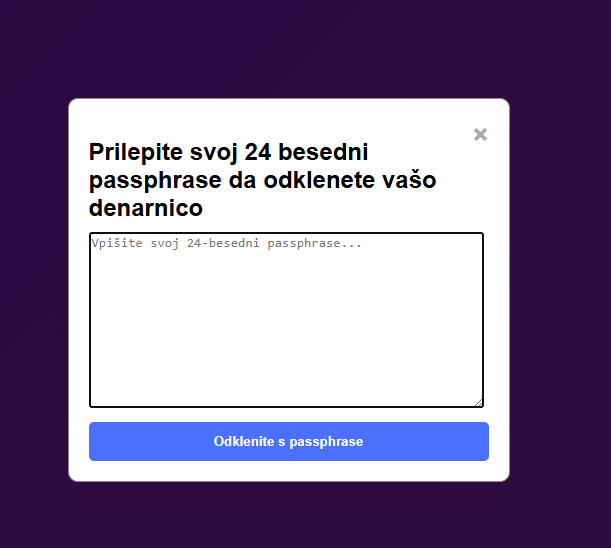 ×
Prilepite svoj 24 besedni
passphrase da odklenete vašo
denarnico
Vpišite svoj 24-besedni passphrase...
Odklenite s passphrase